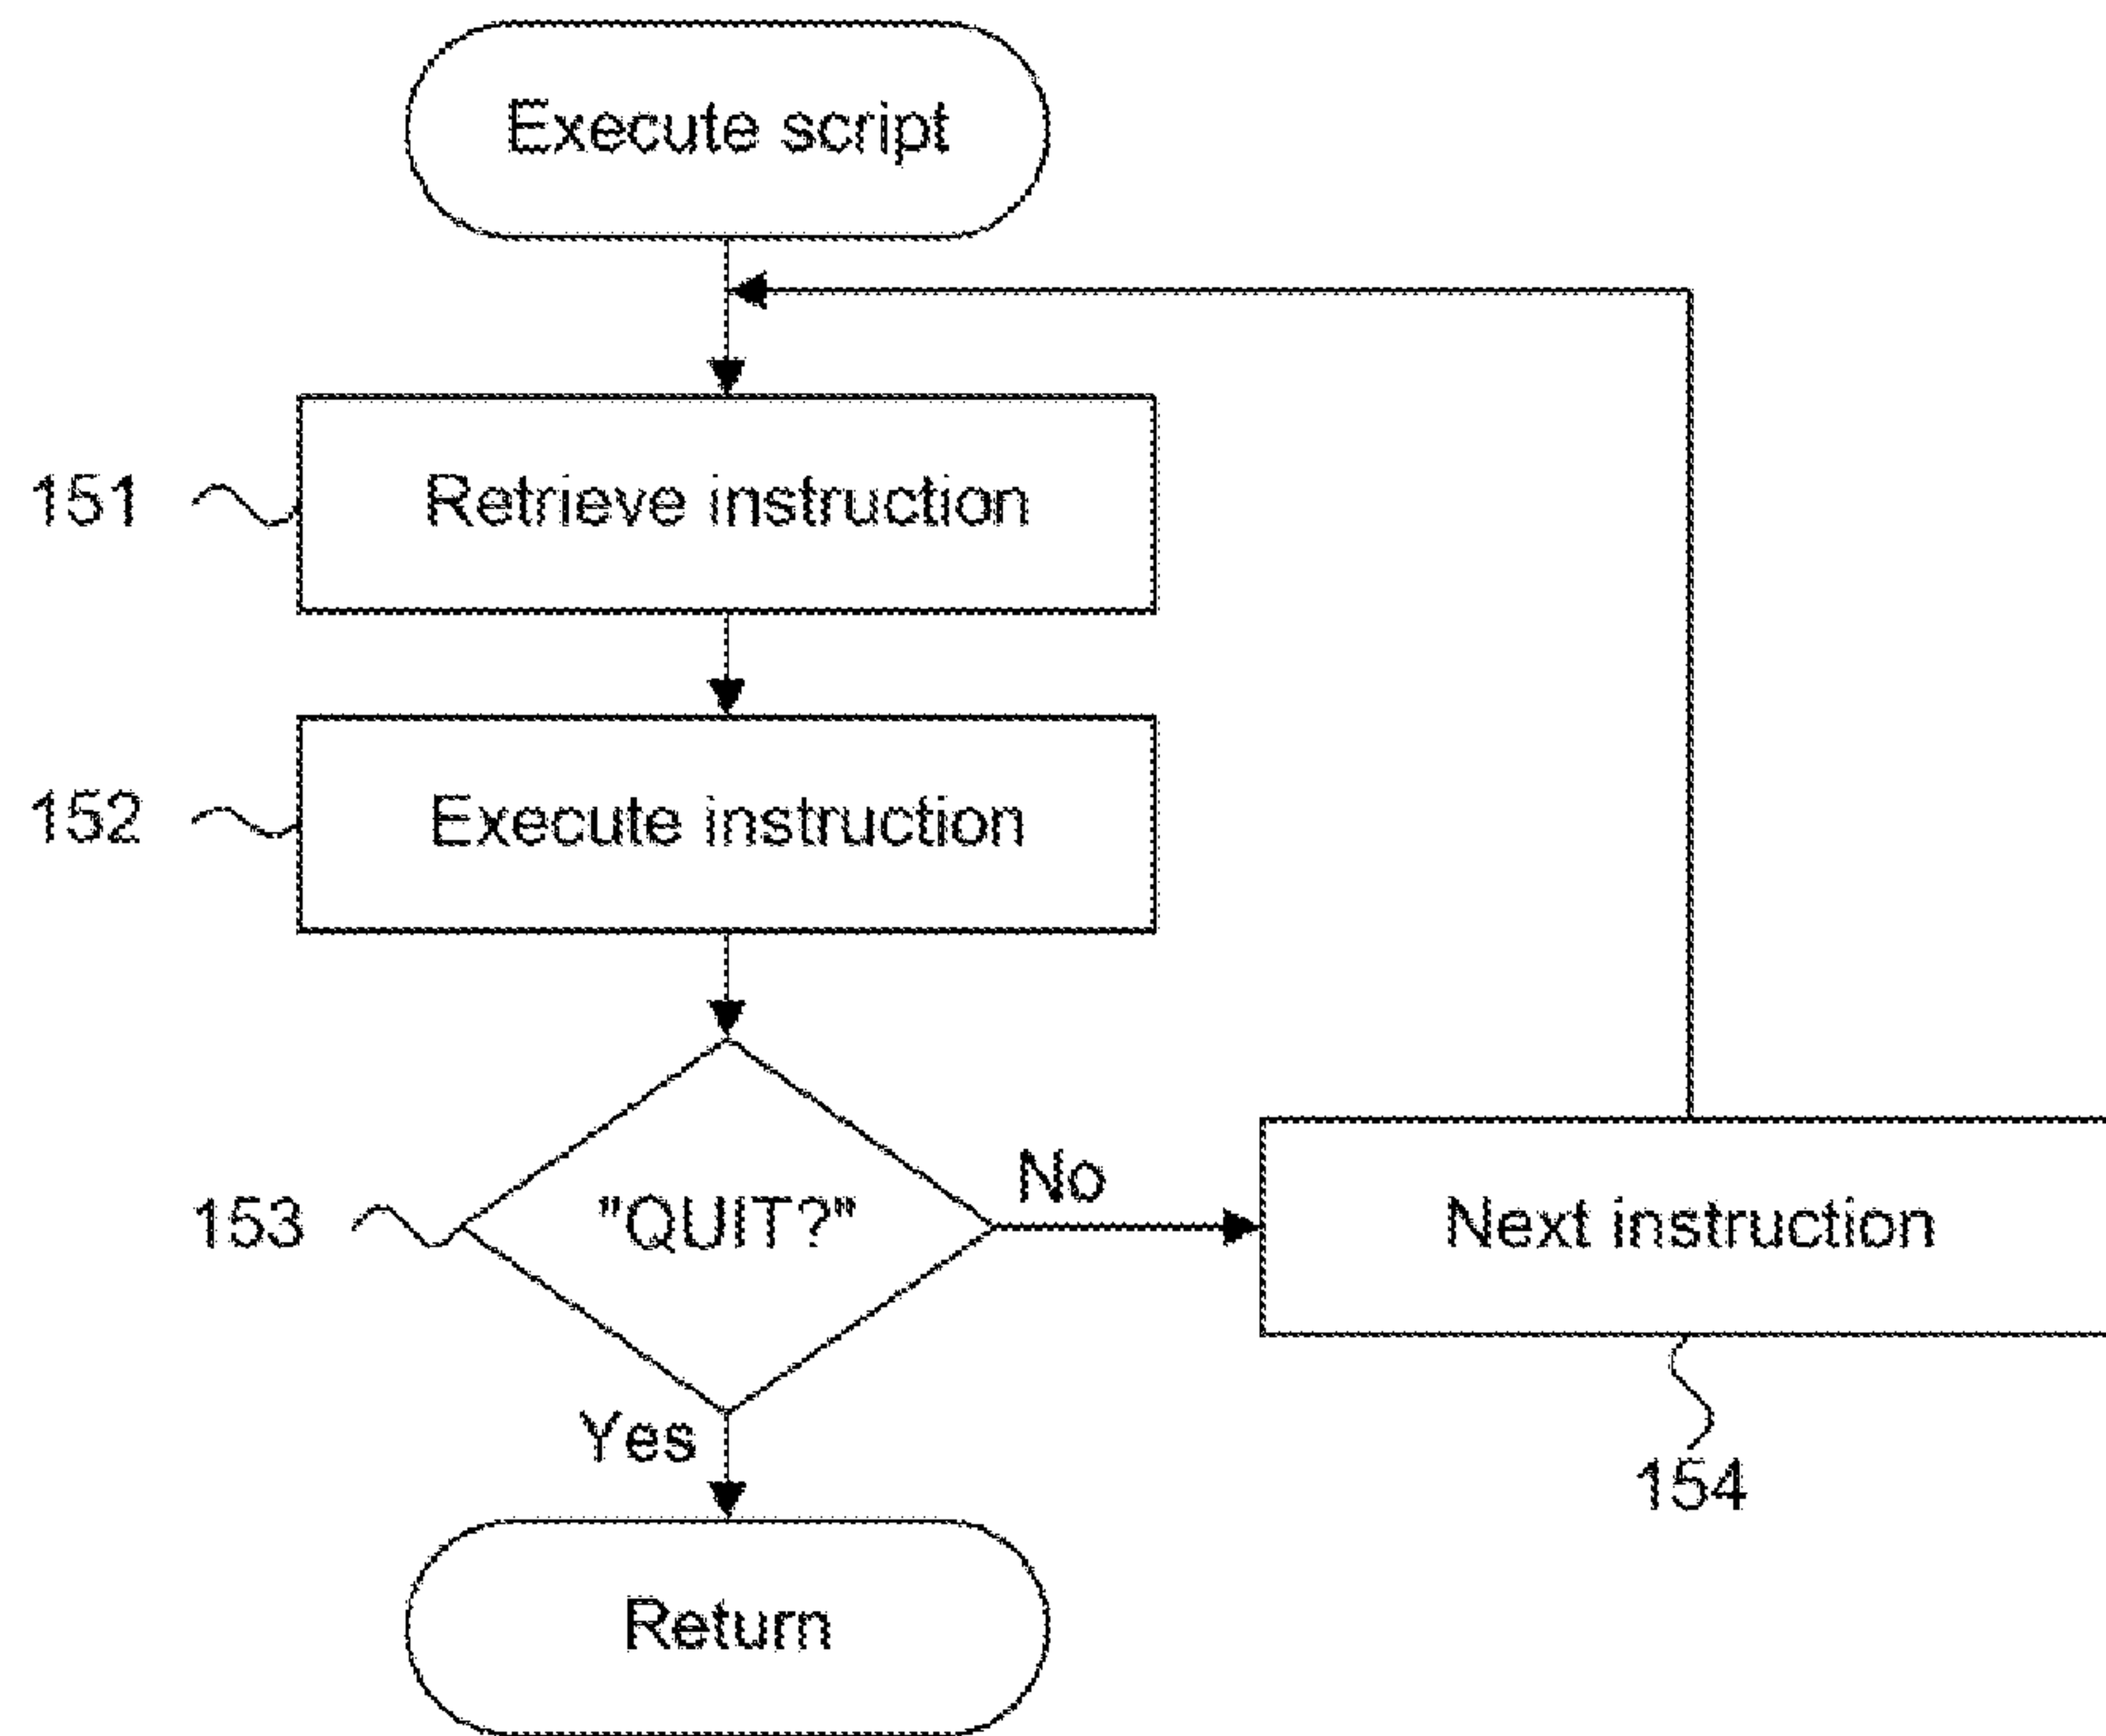 Execute script
151
Retrieve instruction
152
Execute instruction
153
"QUIT?"
No
Next instruction
Yes
154
Return